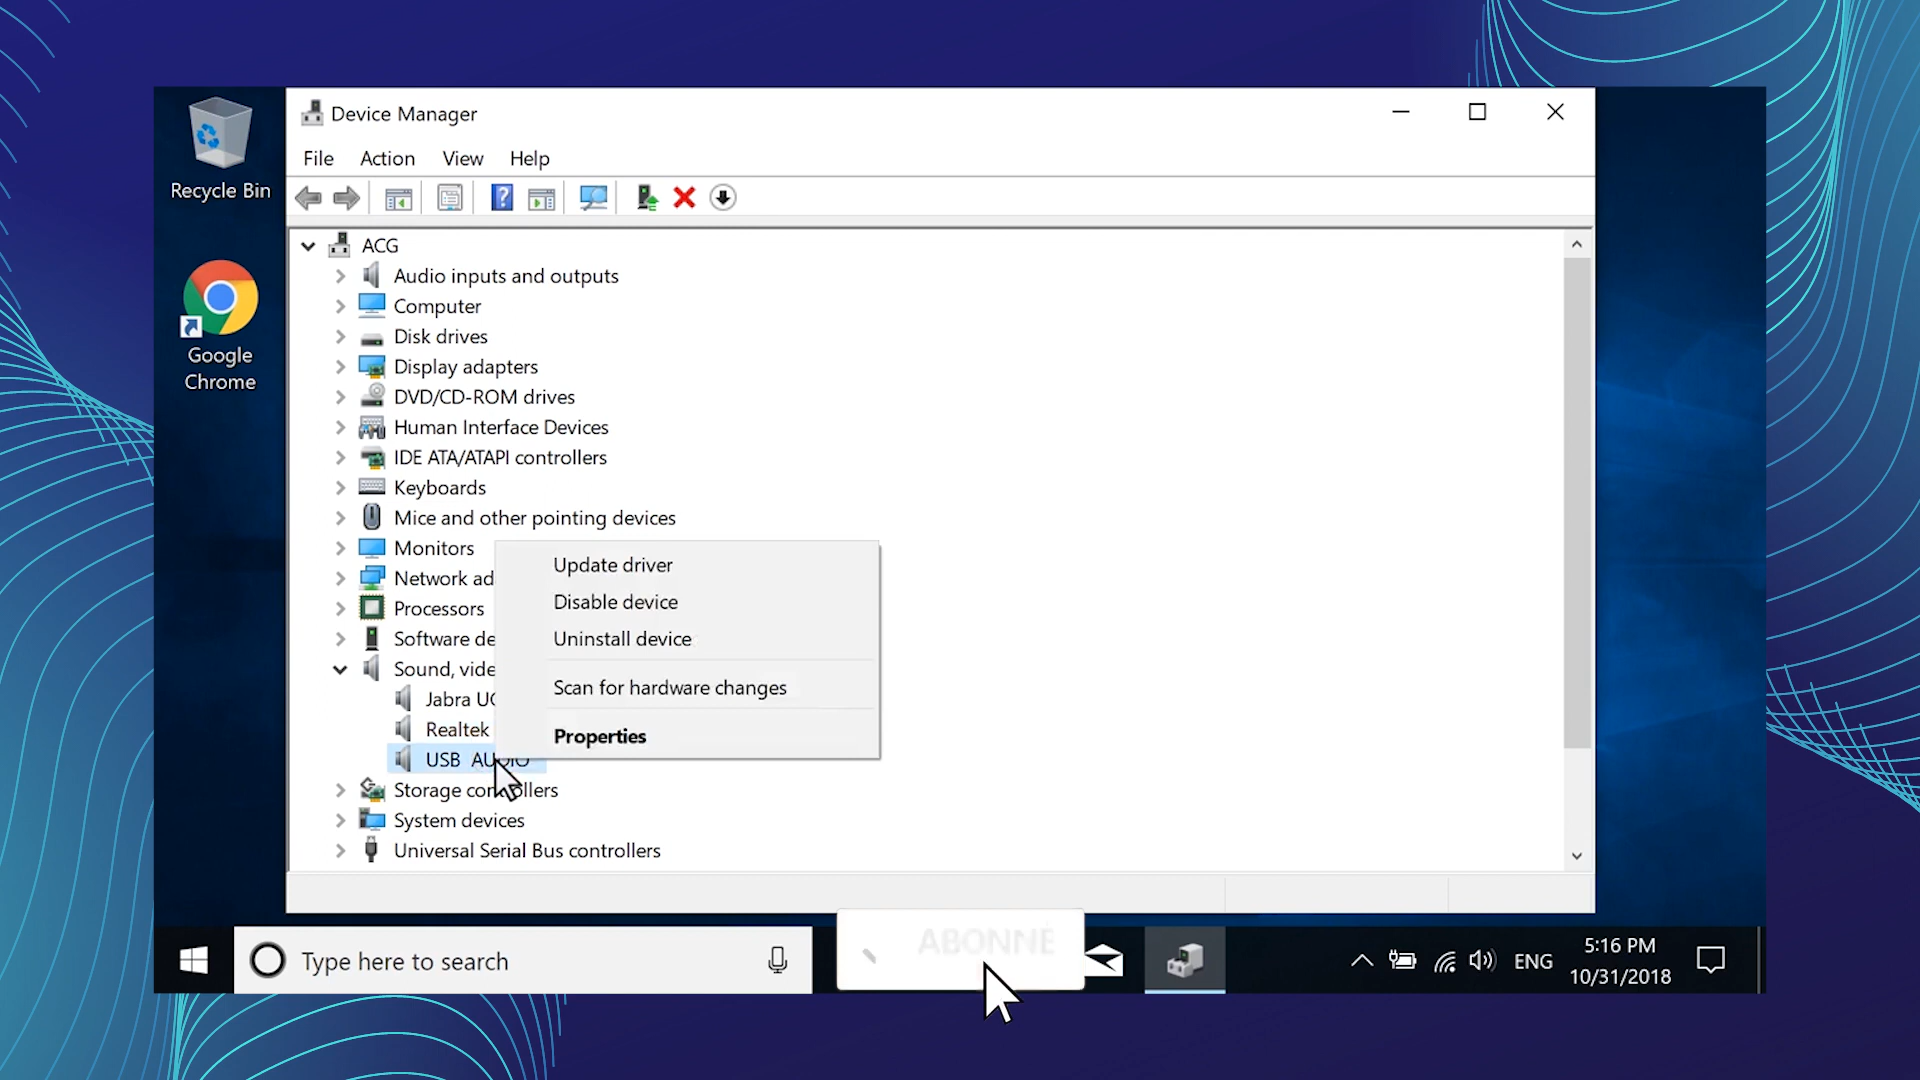 Recycle Bin
Google
Chrome
Device Manager
File Action View Help
ACG
Audio inputs and outputs
Computer
Disk drives
Display adapters
DVD/CD-ROM drives
Human Interface Devices
IDE ATA/ATAPI controllers
Keyboards
Mice and other pointing devices
Monitors
Network ad
Processors
Software de
Sound, vide
Jabra UC
Realtek
USB AUDIO
Storage controllers
System devices
Universal Serial Bus controllers
Update driver
Disable device
Uninstall device
Scan for hardware changes
Properties
Type here to search
ABONNÉ
ENG
5:16 PM
10/31/2018